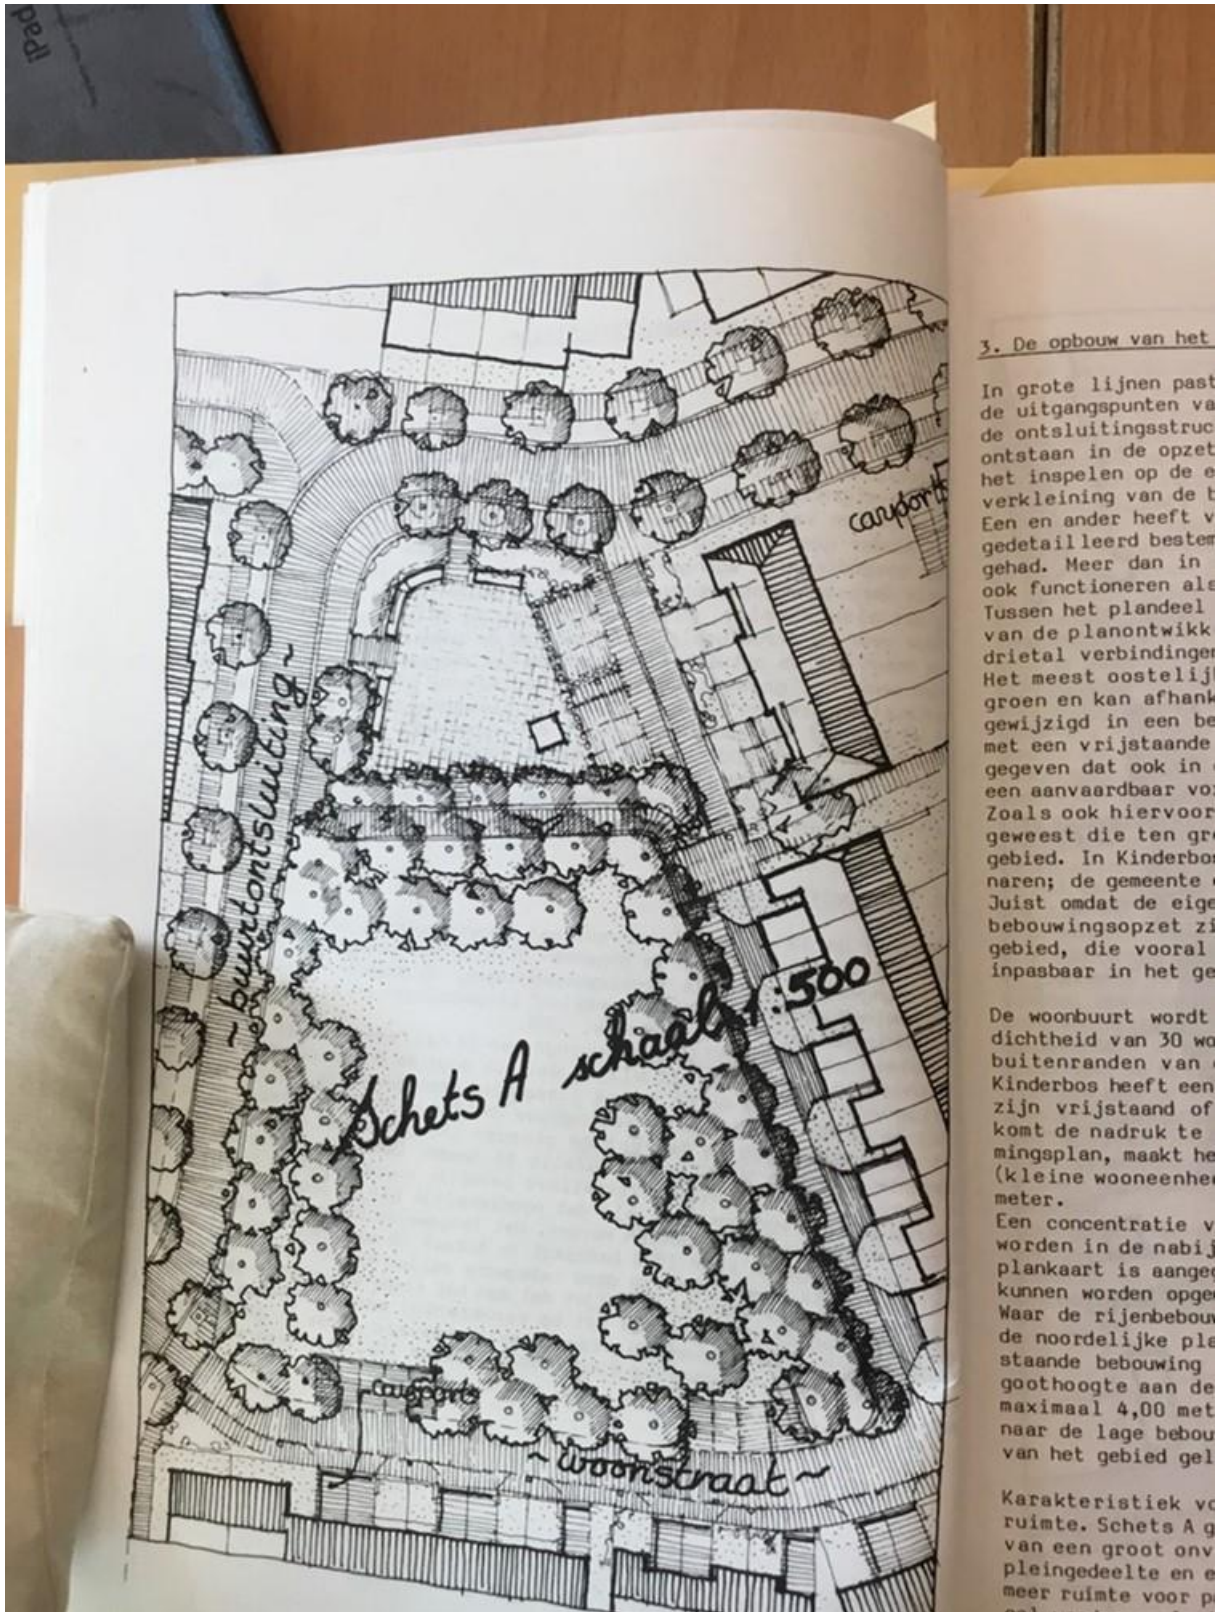 iPad
carports
~buurtontsluiting~
Schets A schaal 1:500
carports
~woonstraat~
3. De opbouw van het
In grote lijnen past
de uitgangspunten va
de ontsluitingsstruc
ontstaan in de opzet
het inspelen op de e
verkleining van de b
Een en ander heeft v
gedetailleerd bestem
gehad. Meer dan in
ook functioneren als
Tussen het plandeel
van de planontwikk
drietal verbindingen
Het meest oostelijk
groen en kan afhank
gewijzigd in een be
met een vrijstaande
gegeven dat ook in
een aanvaardbaar vo
Zoals ook hiervoor
geweest die ten gro
gebied. In Kinderbos
naren; de gemeente
Juist omdat de eige
bebouwingsopzet zi
gebied, die vooral
inpasbaar in het ge
De woonbuurt wordt
dichtheid van 30 wo
buitenranden van
Kinderbos heeft een
zijn vrijstaand of
komt de nadruk te
mingsplan, maakt he
(kleine wooneenhe
meter.
Een concentratie v
worden in de nabij
plankaart is aange
kunnen worden opge
Waar de rijenbebouw
de noordelijke pla
staande bebouwing
goothoogte aan de
maximaal 4,00 met
naar de lage bebou
van het gebied gel
Karakteristiek vo
ruimte. Schets A g
van een groot onv
pleingedeelte en e
meer ruimte voor p